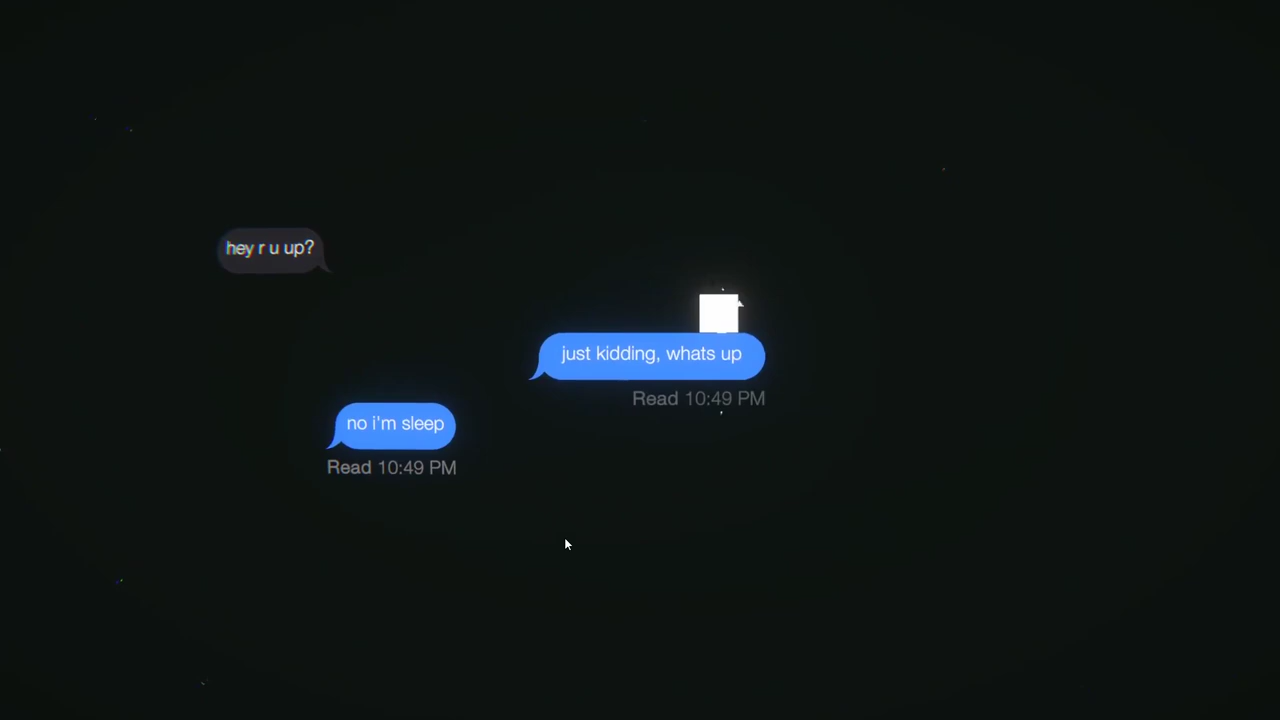 hey r u up?
just kidding, whats up
Read 10:49 PM
no i'm sleep
Read 10:49 PM